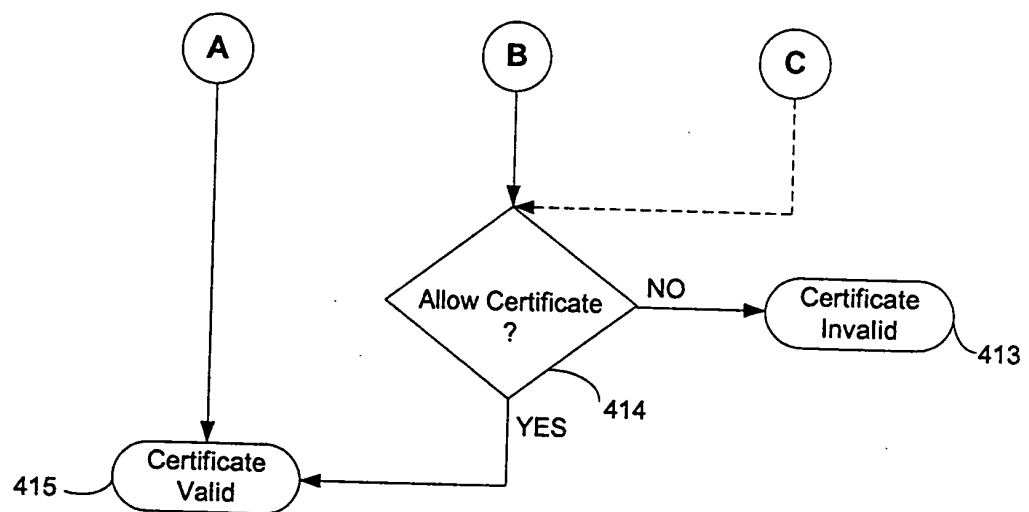 A
B
C
Allow Certificate
?
NO
Certificate
Invalid
413
414
YES
Certificate
Valid
415